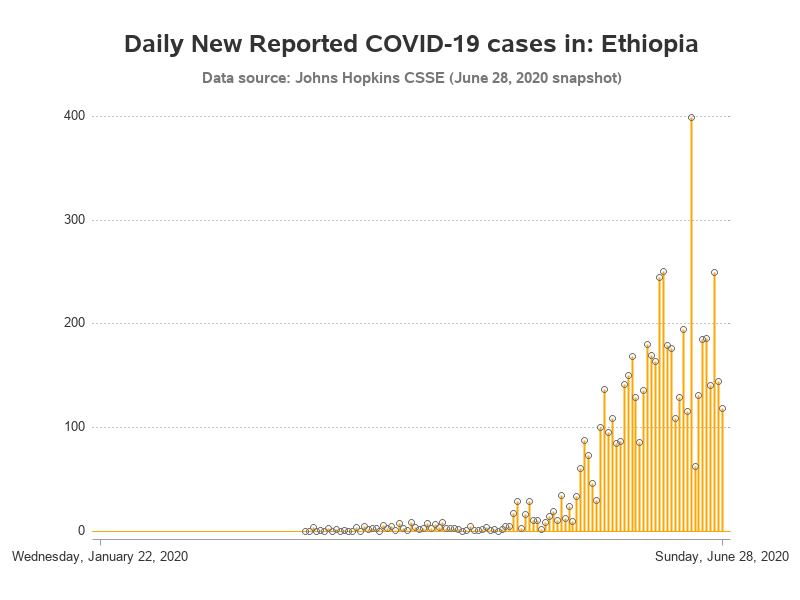 Daily New Reported COVID-19 cases in: Ethiopia
Data source: Johns Hopkins CSSE (June 28, 2020 snapshot)
400
300
200
100
0
Wednesday, January 22, 2020
Sunday, June 28, 2020